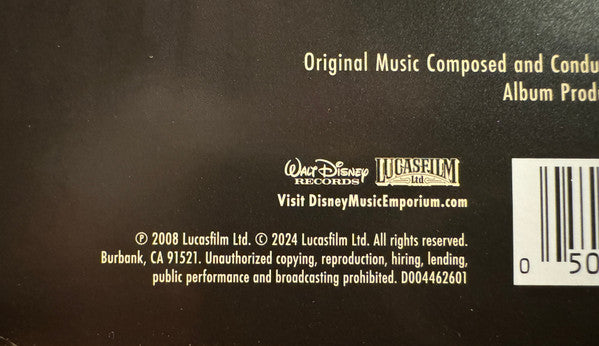 Original Music Composed and Condu
Album Produ
WALT DISNEY LUCASFILM
RECORDS Ltd
Visit DisneyMusicEmporium.com
℗ 2008 Lucasfilm Ltd. © 2024 Lucasfilm Ltd. All rights reserved.
Burbank, CA 91521. Unauthorized copying, reproduction, hiring, lending,
public performance and broadcasting prohibited. D004462601
0 50